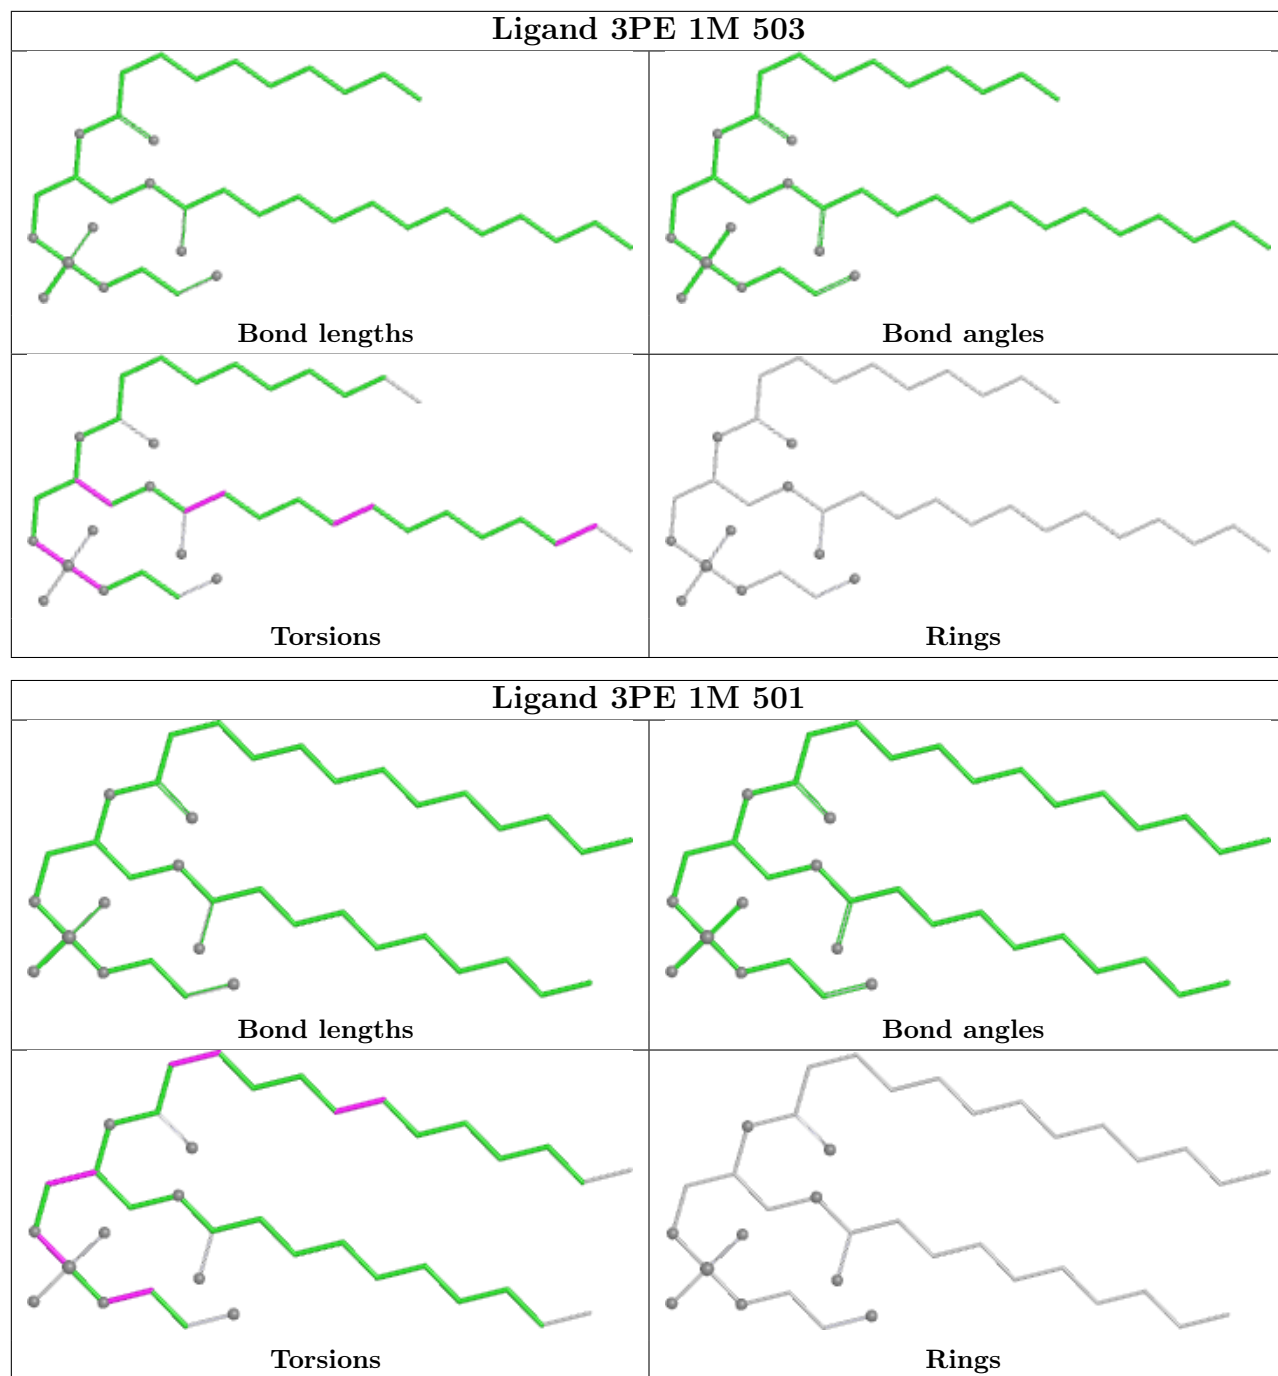 Ligand 3PE 1M 503
Bond lengths
Bond angles
Torsions
Rings
Ligand 3PE 1M 501
Bond lengths
Bond angles
Torsions
Rings